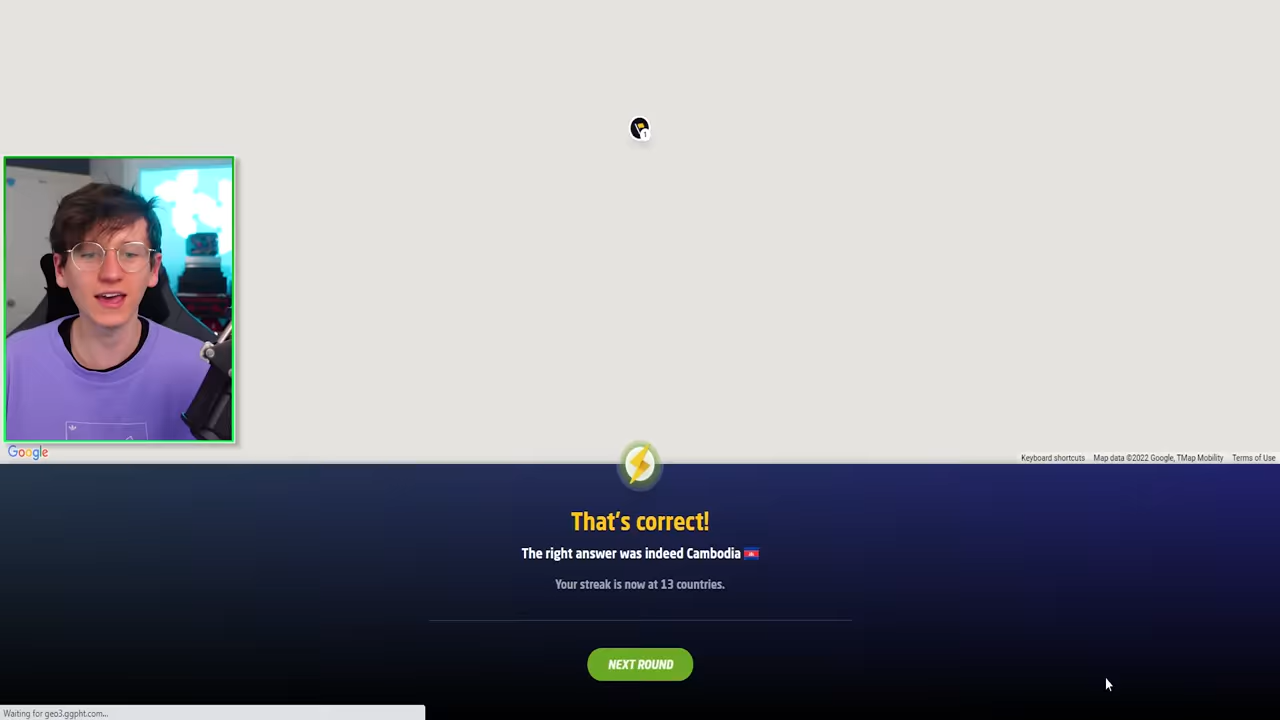 1
Google
Keyboard shortcuts Map data ©2022 Google, TMap Mobility Terms of Use
That's correct!
The right answer was indeed Cambodia
Your streak is now at 13 countries.
NEXT ROUND
Waiting for geo3.ggpht.com...